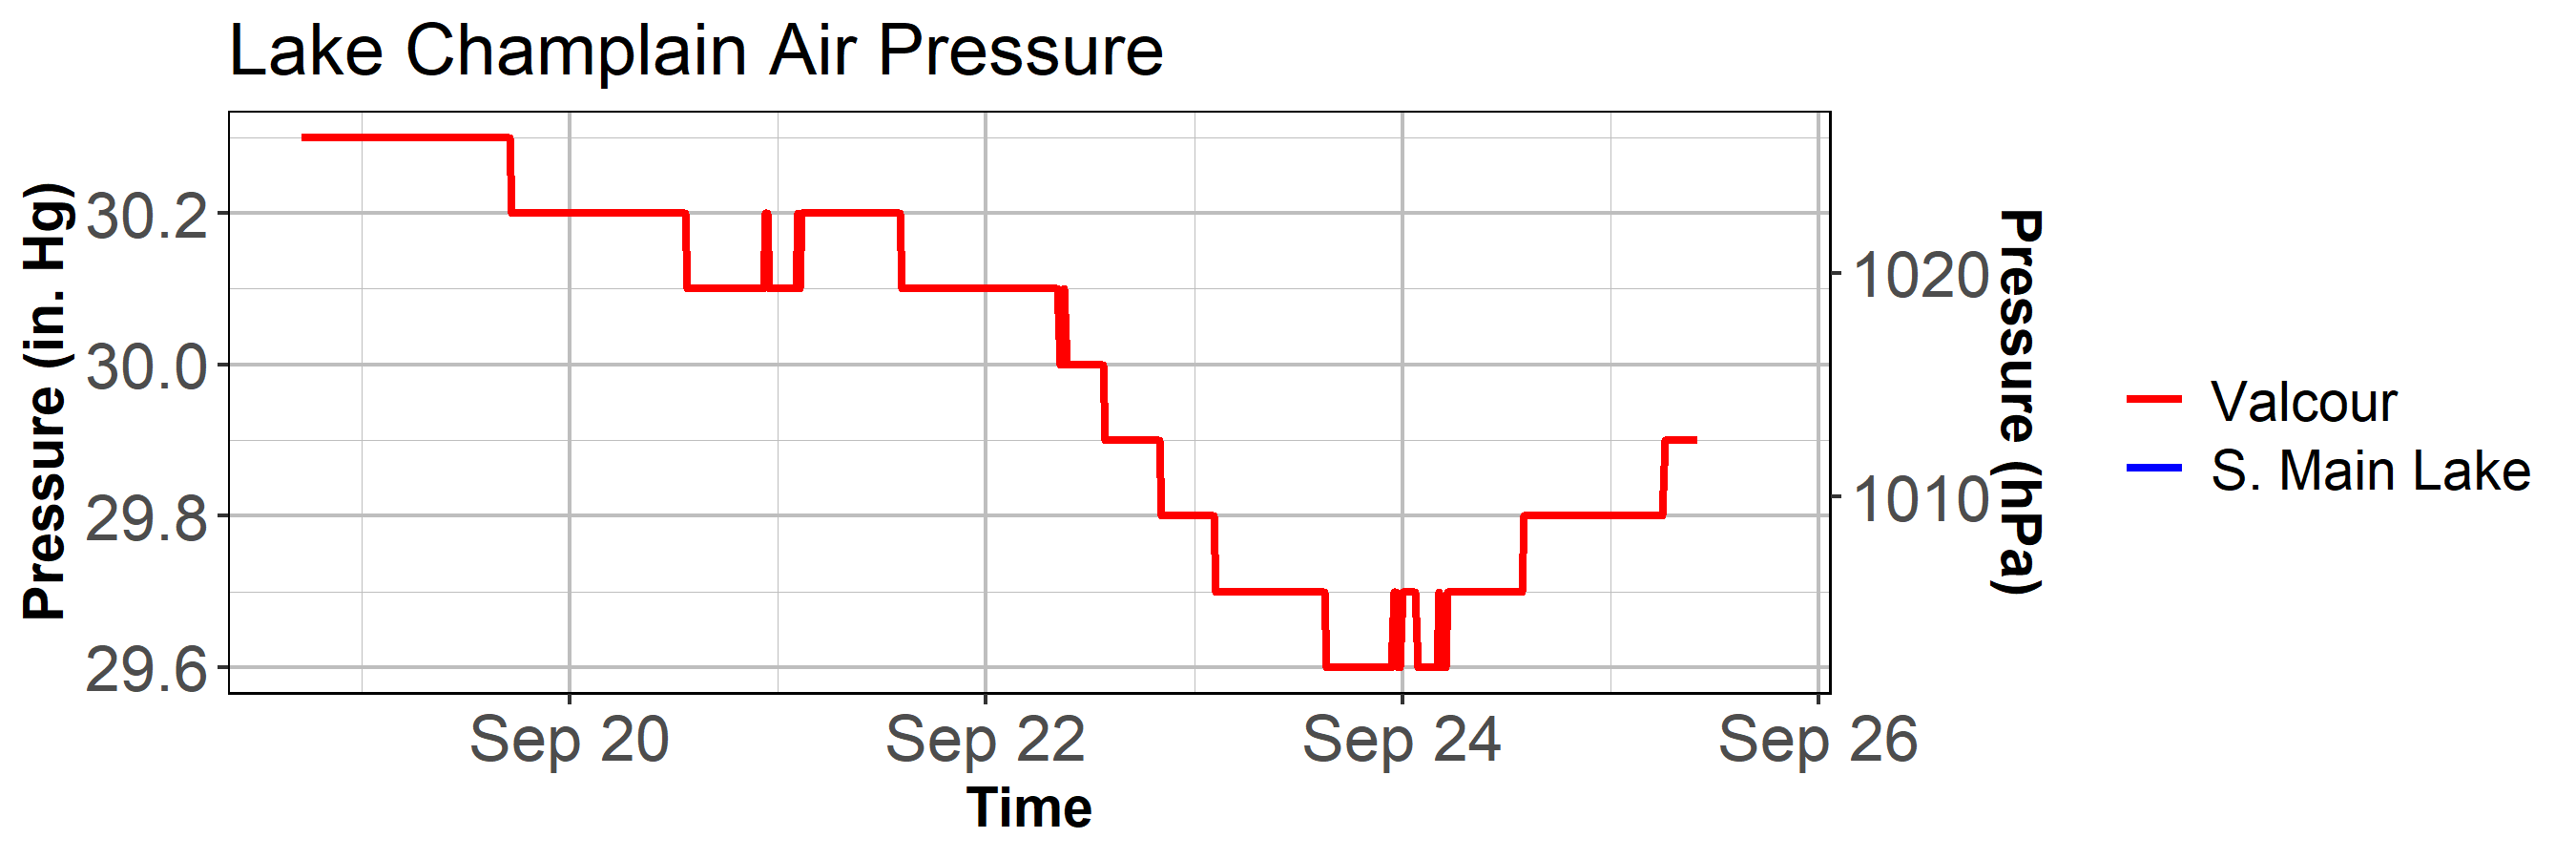 Lake Champlain Air Pressure
Pressure (in. Hg)
30.2
30.0
29.8
29.6
1020
1010
Pressure (hPa)
Valcour
S. Main Lake
Sep 20
Sep 22
Sep 24
Sep 26
Time